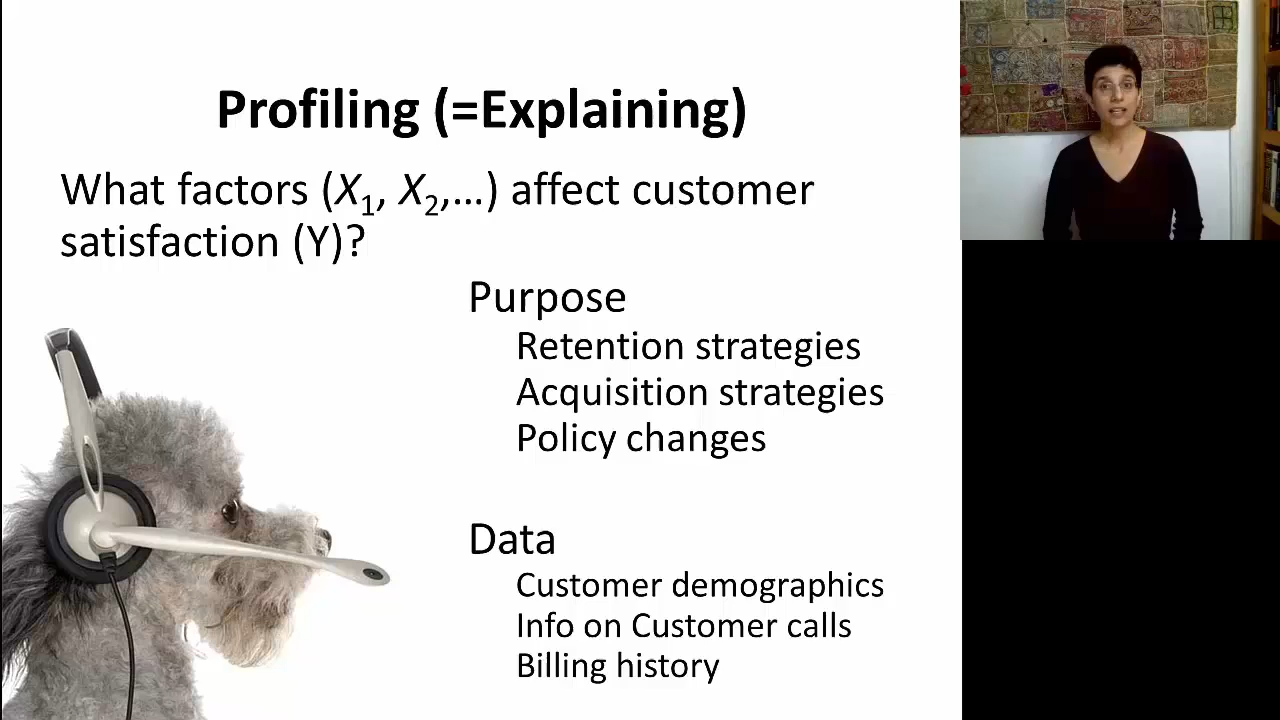 Profiling (=Explaining)
What factors (X1, X2,…) affect customer
satisfaction (Y)?
Purpose
Retention strategies
Acquisition strategies
Policy changes
Data
Customer demographics
Info on Customer calls
Billing history